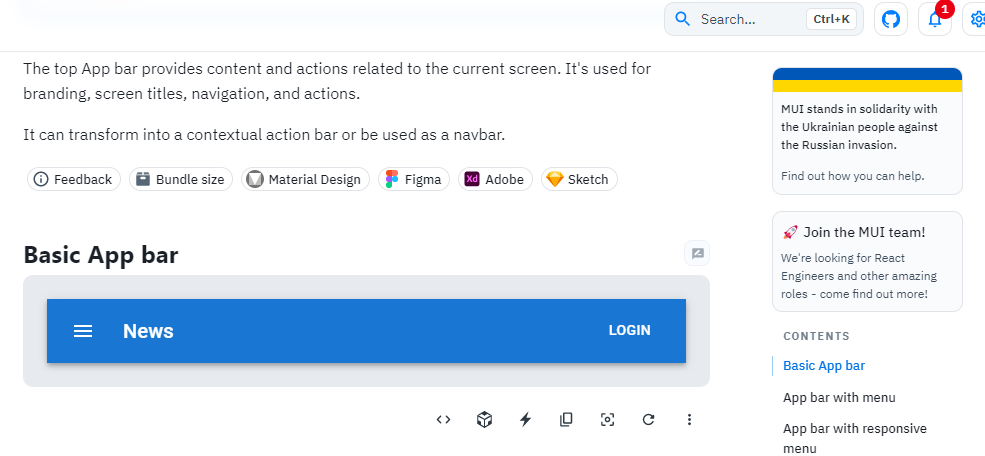 Search...
Ctrl+K
1
The top App bar provides content and actions related to the current screen. It's used for
branding, screen titles, navigation, and actions.
It can transform into a contextual action bar or be used as a navbar.
Feedback
Bundle size
Material Design
Figma
Xd Adobe
Sketch
Basic App bar
News
LOGIN
MUI stands in solidarity with
the Ukrainian people against
the Russian invasion.
Find out how you can help.
Join the MUI team!
We're looking for React
Engineers and other amazing
roles - come find out more!
CONTENTS
Basic App bar
App bar with menu
App bar with responsive
menu